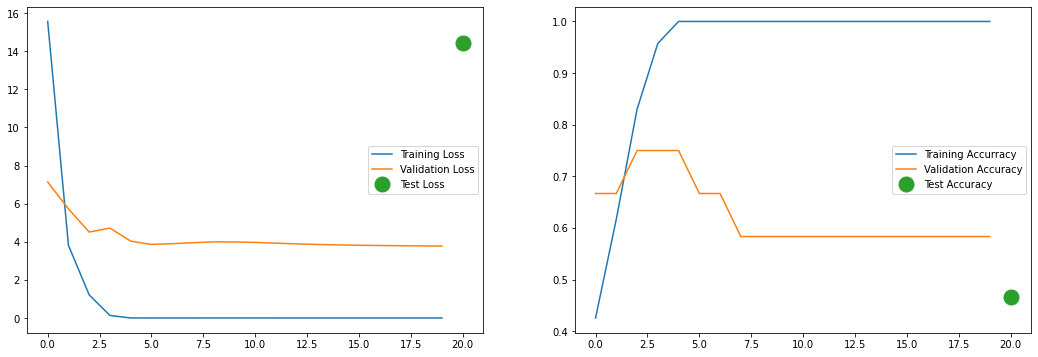 16
14
12
10
8
6
4
2
0
0.0 2.5 5.0 7.5 10.0 12.5 15.0 17.5 20.0
Training Loss
Validation Loss
Test Loss
1.0
0.9
0.8
0.7
0.6
0.5
0.4
0.0 2.5 5.0 7.5 10.0 12.5 15.0 17.5 20.0
Training Accurracy
Validation Accuracy
Test Accuracy